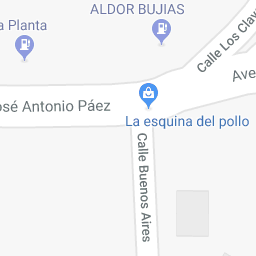 ALDOR BUJIAS
a Planta
Calle Los Clav
Ave
osé Antonio Páez
La esquina del pollo
Calle Buenos Aires